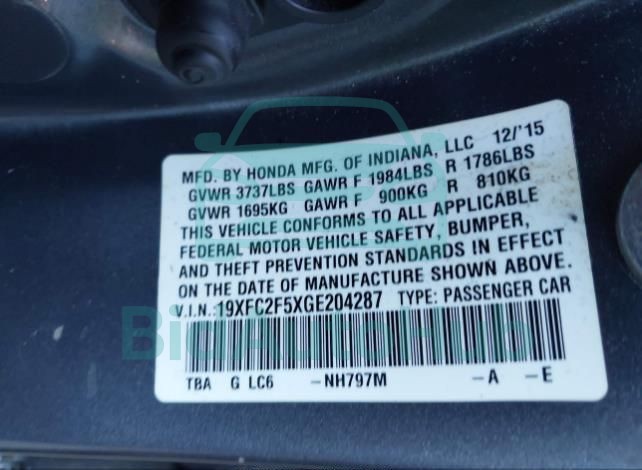 MFD. BY HONDA MFG. OF INDIANA, LLC 12/'15
GVWR 3737LBS GAWR F 1984LBS R 1786LBS
GVWR 1695KG GAWR F 900KG R 810KG
THIS VEHICLE CONFORMS TO ALL APPLICABLE
FEDERAL MOTOR VEHICLE SAFETY, BUMPER,
AND THEFT PREVENTION STANDARDS IN EFFECT
ON THE DATE OF MANUFACTURE SHOWN ABOVE.
V.I.N.:19XFC2F5XGE204287 TYPE: PASSENGER CAR
BidAutoHub
TBA G LC6 -NH797M -A -E